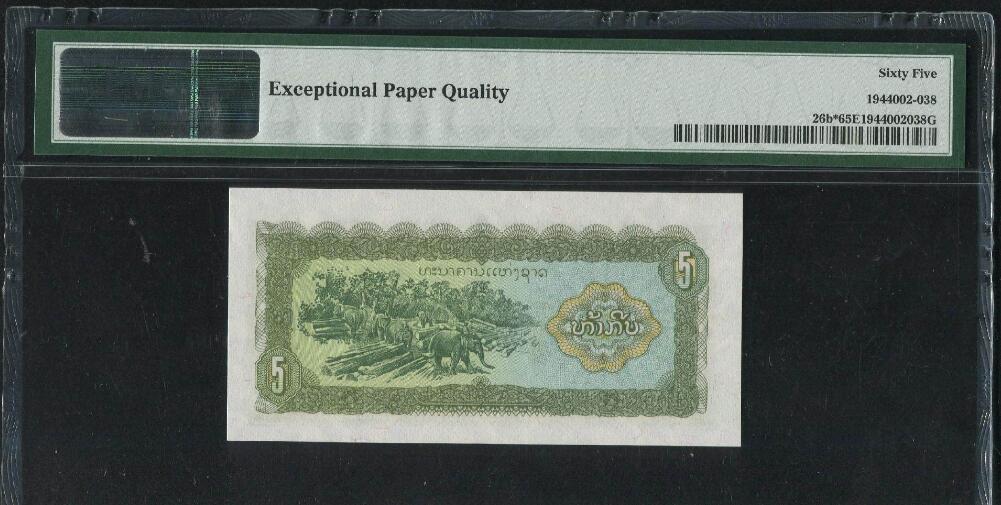 Exceptional Paper Quality
Sixty Five
1944002-038
26b*65E1944002038G
ທະນາຄານແຫ່ງຊາດ
5
ຫ້າກີບ
5